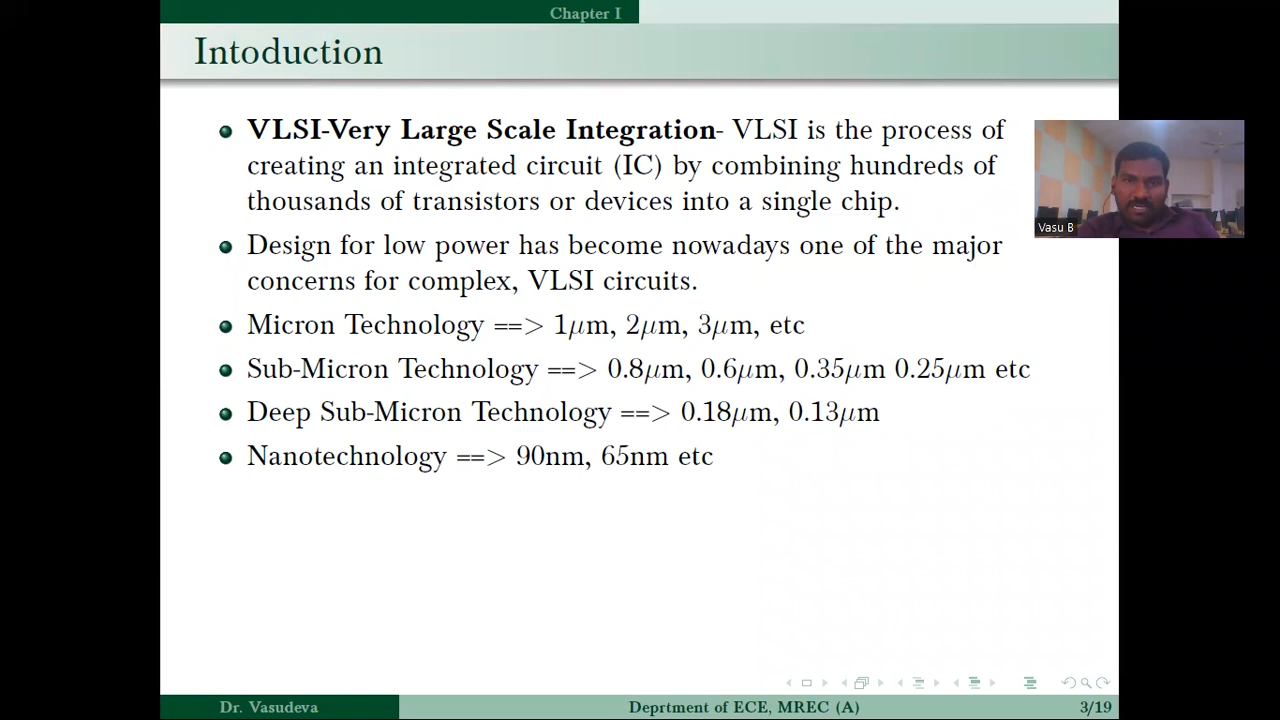 Chapter I
Intoduction
VLSI-Very Large Scale Integration- VLSI is the process of
creating an integrated circuit (IC) by combining hundreds of
thousands of transistors or devices into a single chip.
Design for low power has become nowadays one of the major
concerns for complex, VLSI circuits.
Micron Technology ==> 1μm, 2μm, 3μm, etc
Sub-Micron Technology ==> 0.8μm, 0.6μm, 0.35μm 0.25μm etc
Deep Sub-Micron Technology ==> 0.18μm, 0.13μm
Nanotechnology ==> 90nm, 65nm etc
Vasu B
Dr. Vasudeva
Deprtment of ECE, MREC (A)
3/19